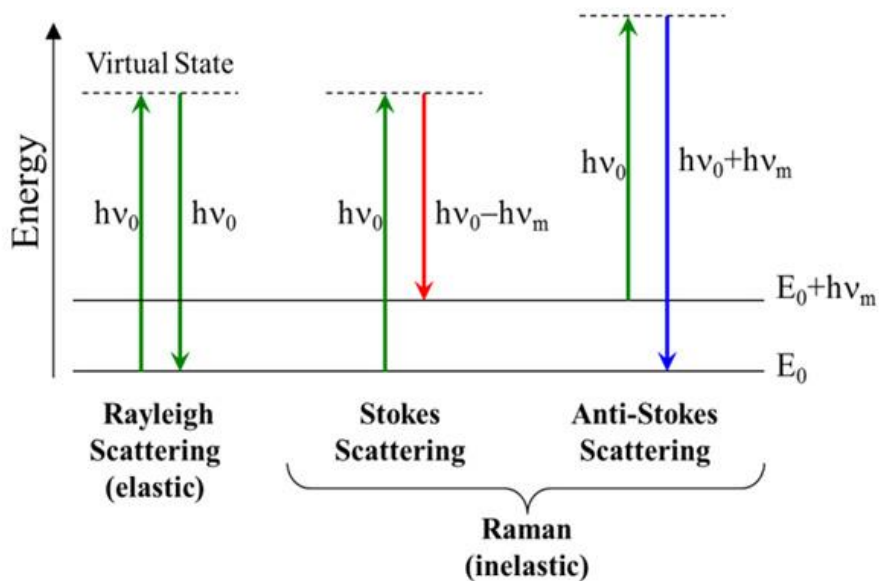 Energy
Virtual State
hν₀
hν₀
hν₀
hν₀–hνₘ
hν₀
hν₀+hνₘ
E₀+hνₘ
E₀
Rayleigh
Scattering
(elastic)
Stokes
Scattering
Anti-Stokes
Scattering
Raman
(inelastic)